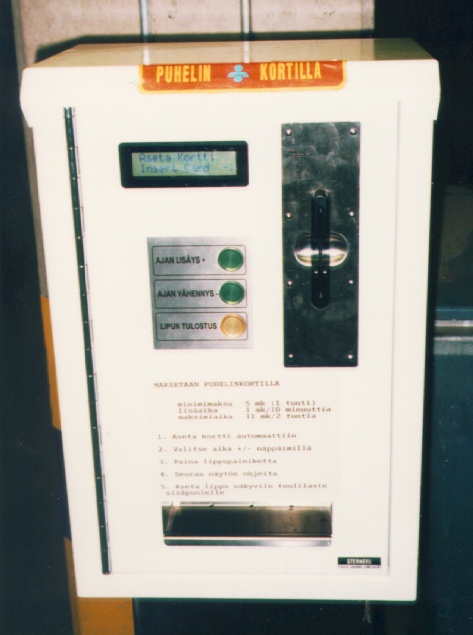 PUHELIN KORTILLA
Aseta Kortti
Insert Card ->
AJAN LISÄYS +
AJAN VÄHENNYS -
LIPUN TULOSTUS
MAKSETAAN PUHELINKORTILLA
minimimaksu 5 mk (1 tunti)
lisäaika 1 mk/10 minuuttia
maksimiaika 11 mk/2 tuntia
1. Aseta kortti automaattiin
2. Valitse aika +/- näppäimillä
3. Paina lippupainiketta
4. Seuraa näytön ohjeita
5. Aseta lippu näkyviin tuulilasin
sisäpuolelle